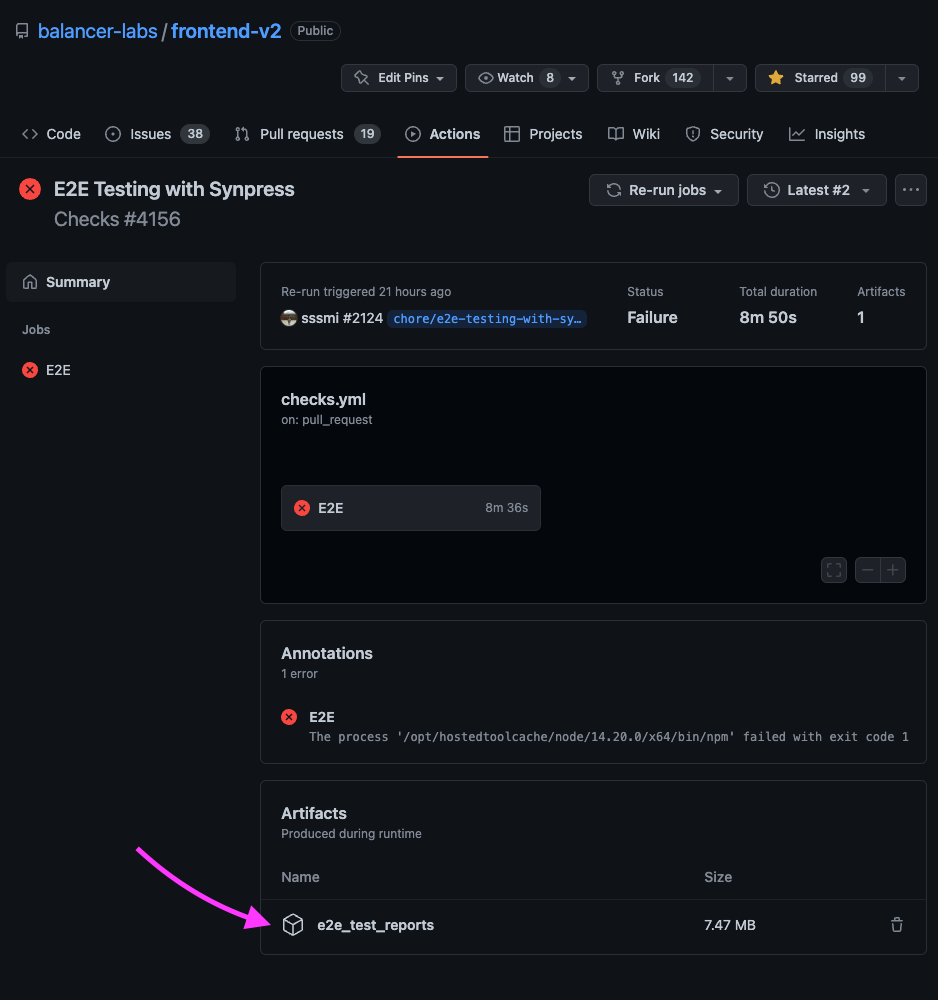 balancer-labs / frontend-v2 Public
Edit Pins Watch 8 Fork 142 Starred 99
Code Issues 38 Pull requests 19 Actions Projects Wiki Security Insights
E2E Testing with Synpress
Checks #4156
Re-run jobs Latest #2
Summary
Jobs
E2E
Re-run triggered 21 hours ago
sssmi #2124 chore/e2e-testing-with-sy…
Status
Failure
Total duration
8m 50s
Artifacts
1
checks.yml
on: pull_request
E2E 8m 36s
Annotations
1 error
E2E
The process '/opt/hostedtoolcache/node/14.20.0/x64/bin/npm' failed with exit code 1
Artifacts
Produced during runtime
Name Size
e2e_test_reports 7.47 MB